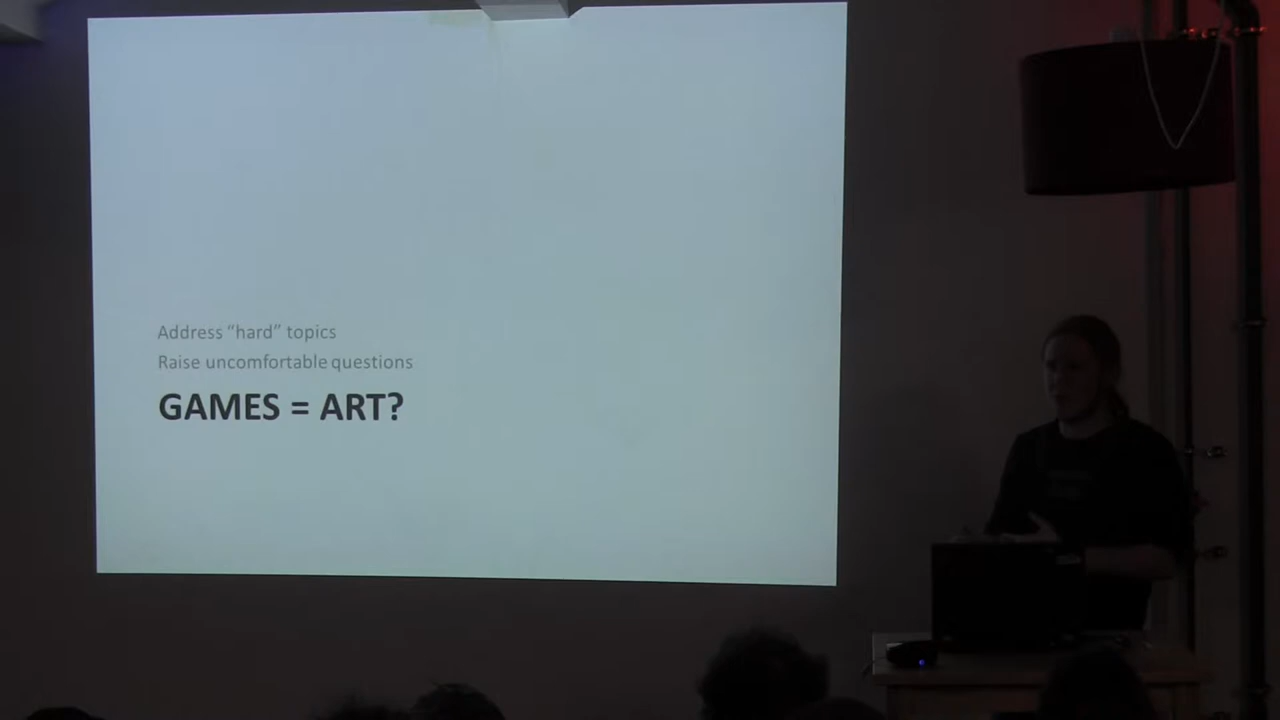 Address “hard” topics
Raise uncomfortable questions
GAMES = ART?